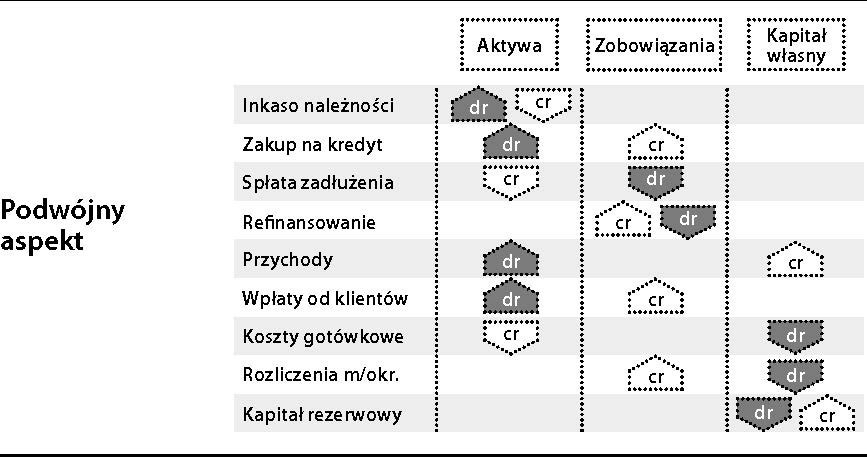 Aktywa Zobowiązania Kapitał
własny
Inkaso należności dr cr
Zakup na kredyt dr cr
Spłata zadłużenia cr dr
Podwójny
aspekt
Refinansowanie cr dr
Przychody dr cr
Wpłaty od klientów dr cr
Koszty gotówkowe cr dr
Rozliczenia m/okr. cr dr
Kapitał rezerwowy dr cr